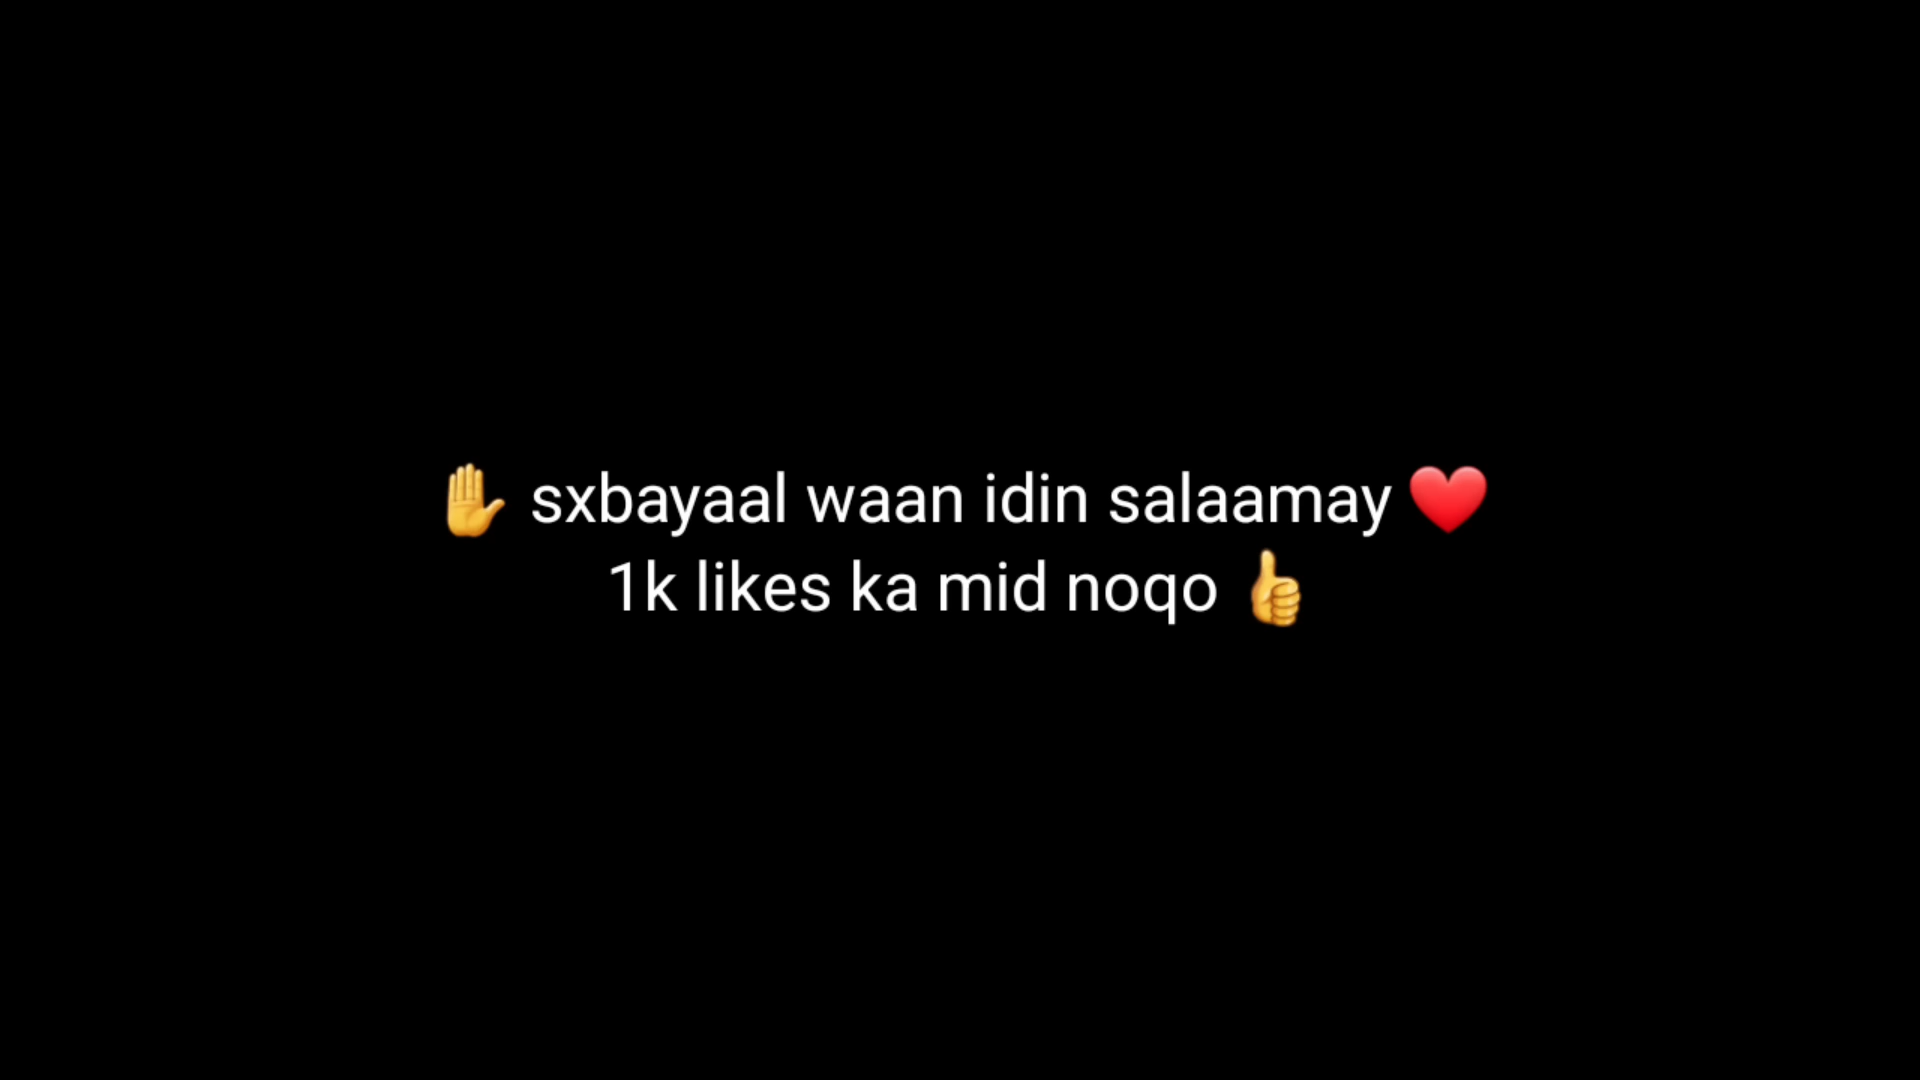 ✋ sxbayaal waan idin salaamay ❤️
1k likes ka mid noqo 👍